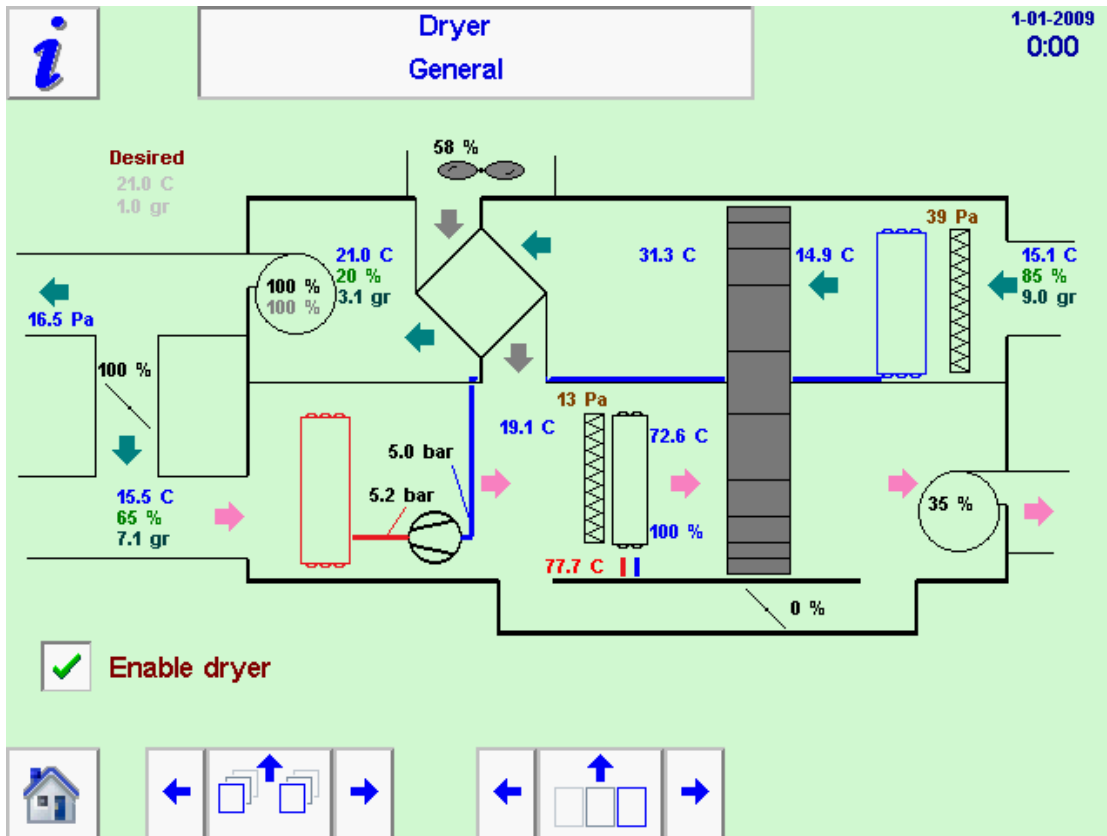 i
Dryer
General
1-01-2009
0:00
58 %
Desired
21.0 C
1.0 gr
39 Pa
21.0 C
20 %
3.1 gr
31.3 C
14.9 C
15.1 C
85 %
9.0 gr
100 %
100 %
16.5 Pa
100 %
13 Pa
19.1 C
72.6 C
5.0 bar
5.2 bar
15.5 C
65 %
7.1 gr
100 %
35 %
77.7 C
0 %
Enable dryer